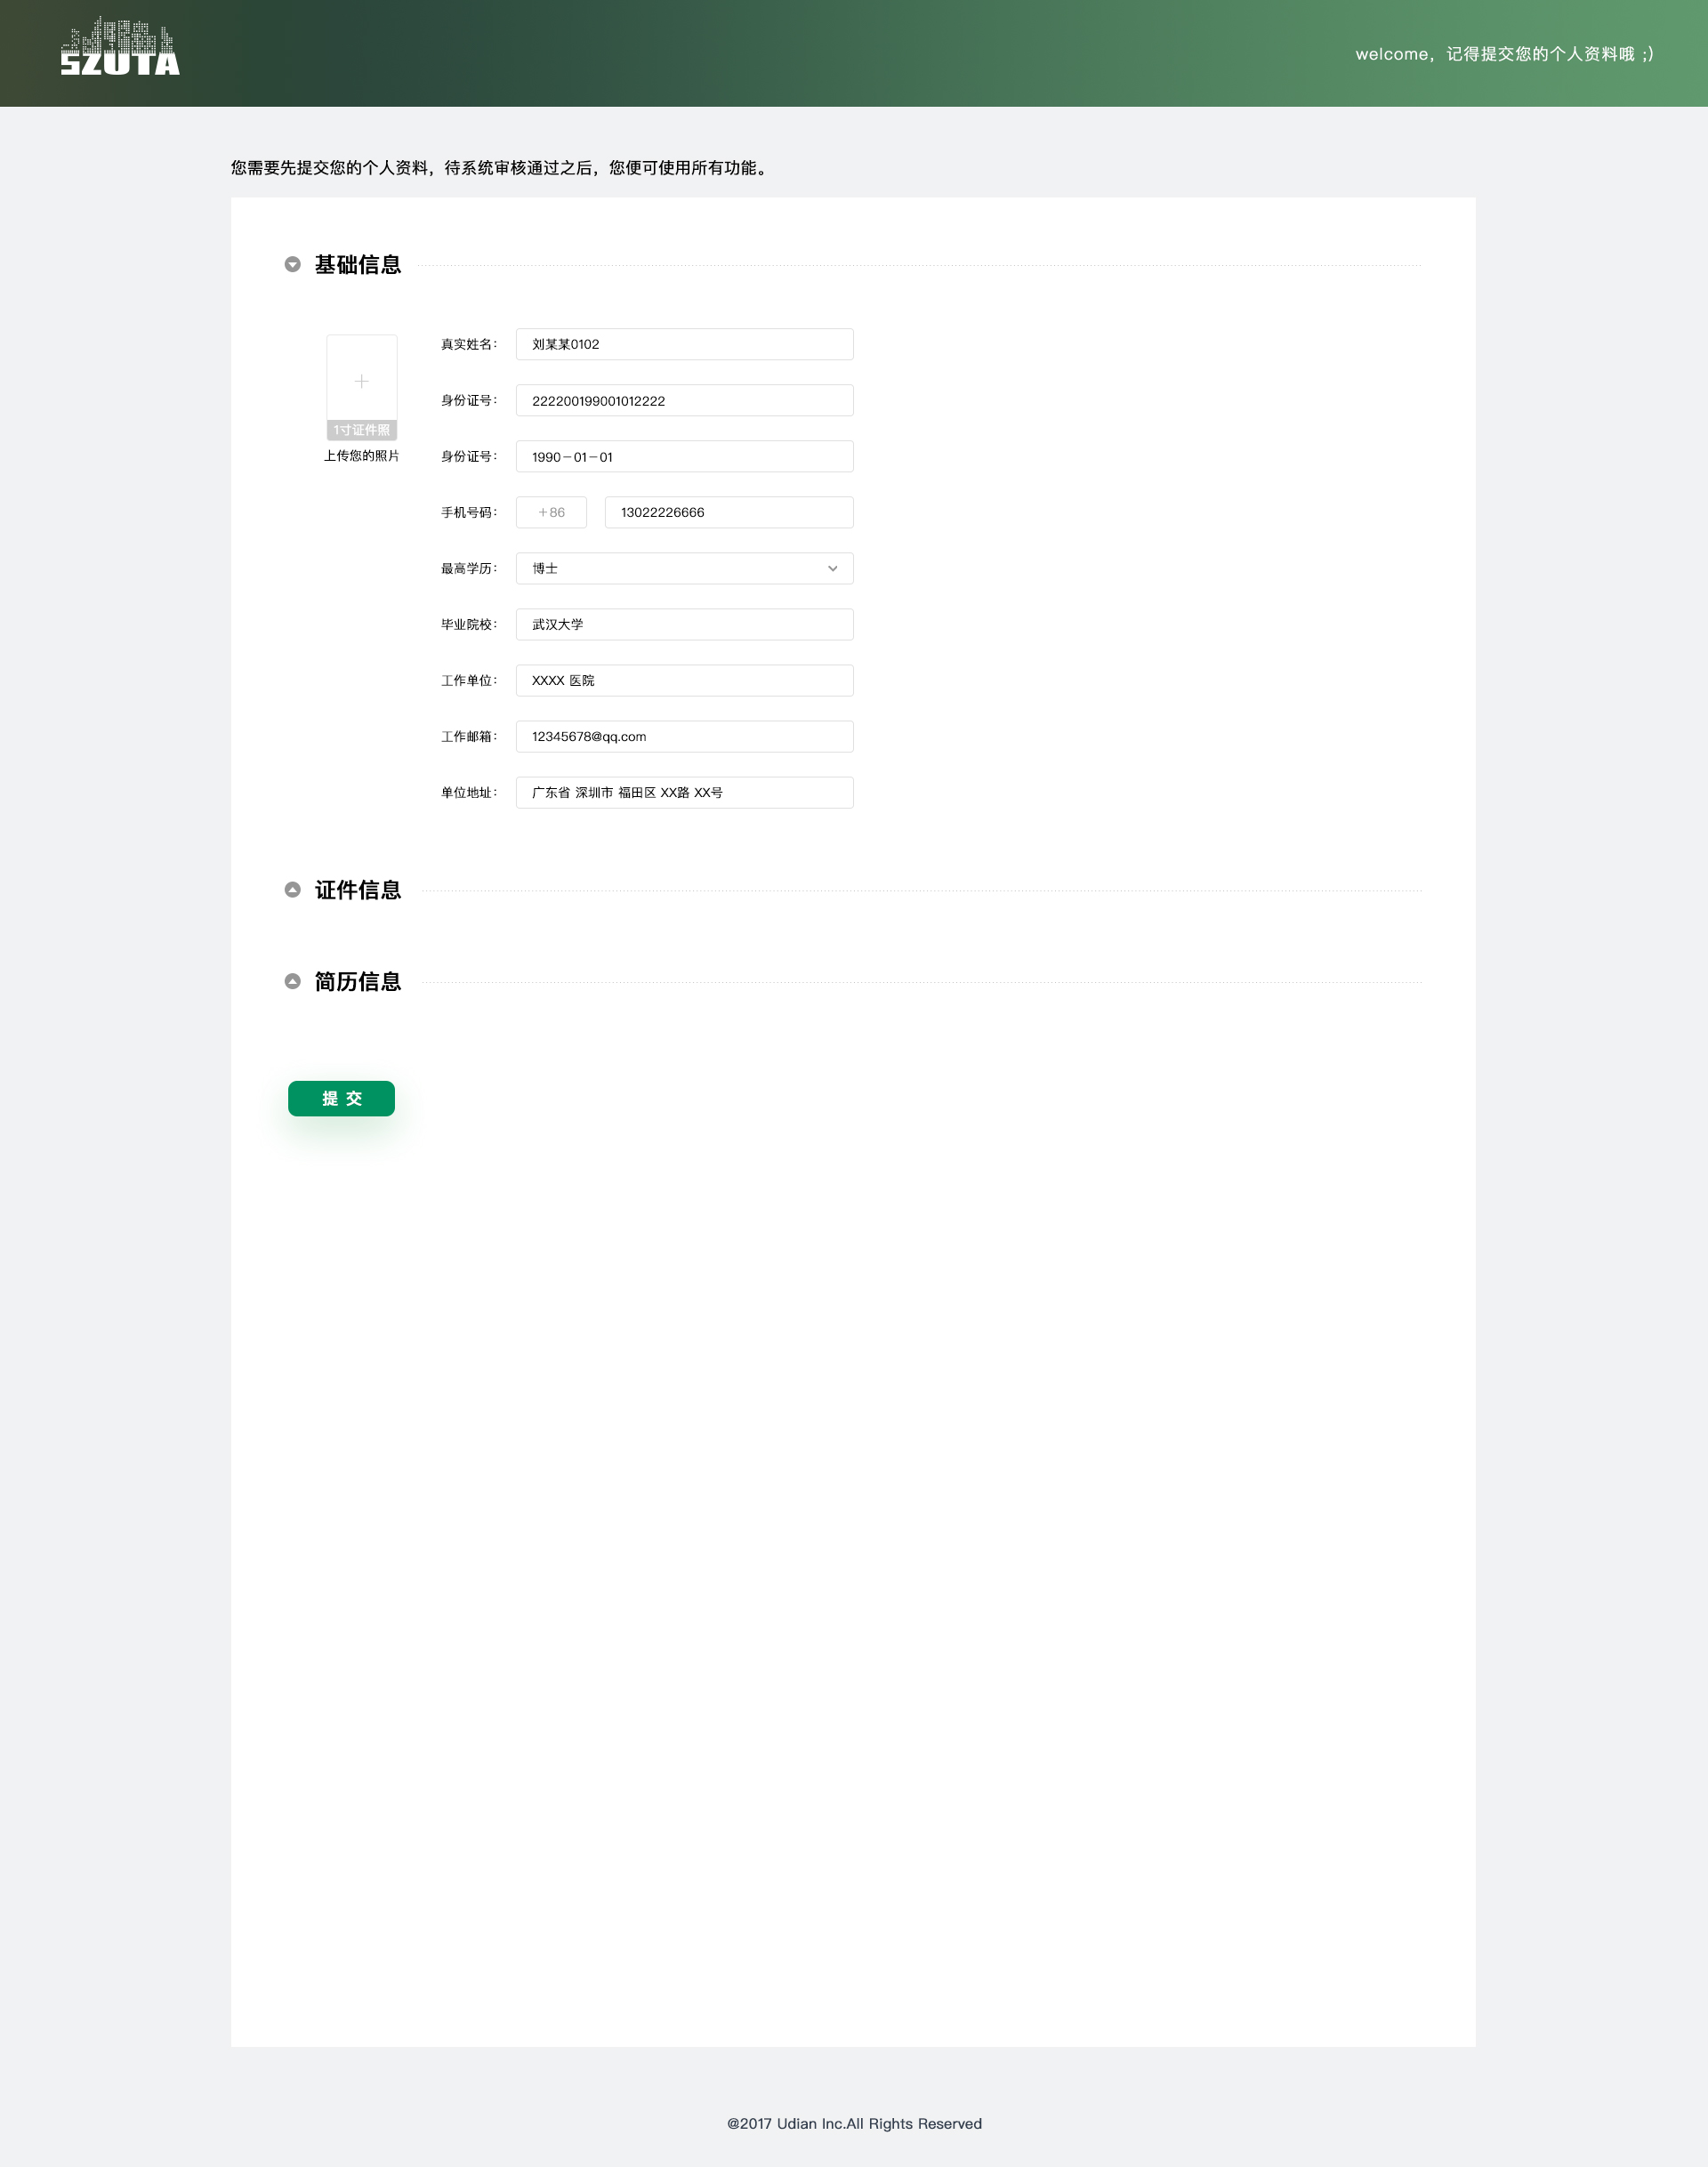 SZUTA
welcome，记得提交您的个人资料哦 ;)
您需要先提交您的个人资料，待系统审核通过之后，您便可使用所有功能。
基础信息
1寸证件照
上传您的照片
真实姓名： 刘某某0102
身份证号： 222200199001012222
身份证号： 1990－01－01
手机号码： ＋86 13022226666
最高学历： 博士
毕业院校： 武汉大学
工作单位： XXXX 医院
工作邮箱： 12345678@qq.com
单位地址： 广东省 深圳市 福田区 XX路 XX号
证件信息
简历信息
提 交
@2017 Udian Inc.All Rights Reserved